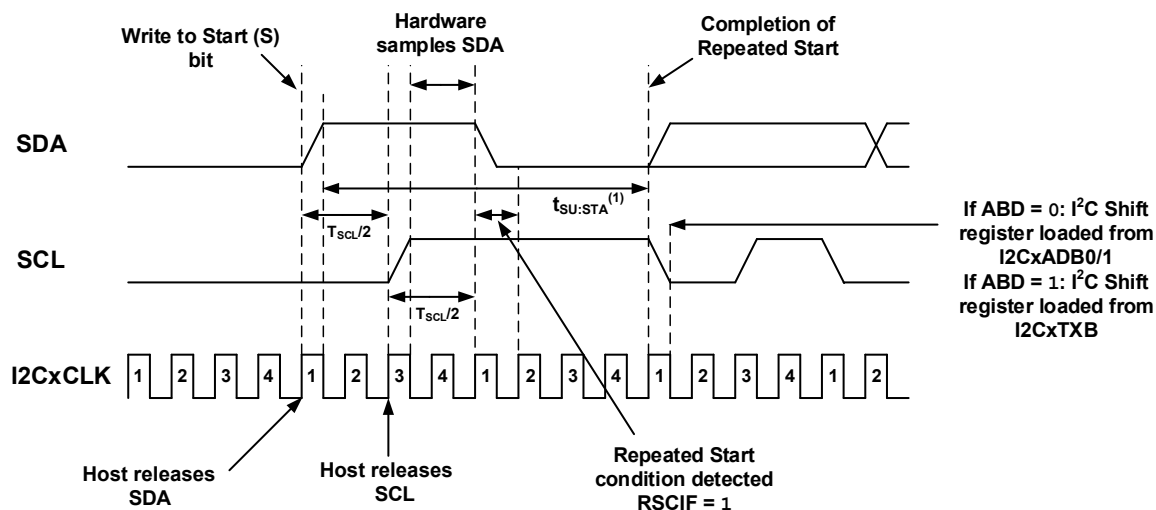 Write to Start (S)
bit
Hardware
samples SDA
Completion of
Repeated Start
SDA
tSU:STA(1)
TSCL/2
SCL
TSCL/2
If ABD = 0: I2C Shift
register loaded from
I2CxADB0/1
If ABD = 1: I2C Shift
register loaded from
I2CxTXB
I2CxCLK
1 2 3 4 1 2 3 4 1 2 3 4 1 2 3 4 1 2
Host releases
SDA
Host releases
SCL
Repeated Start
condition detected
RSCIF = 1